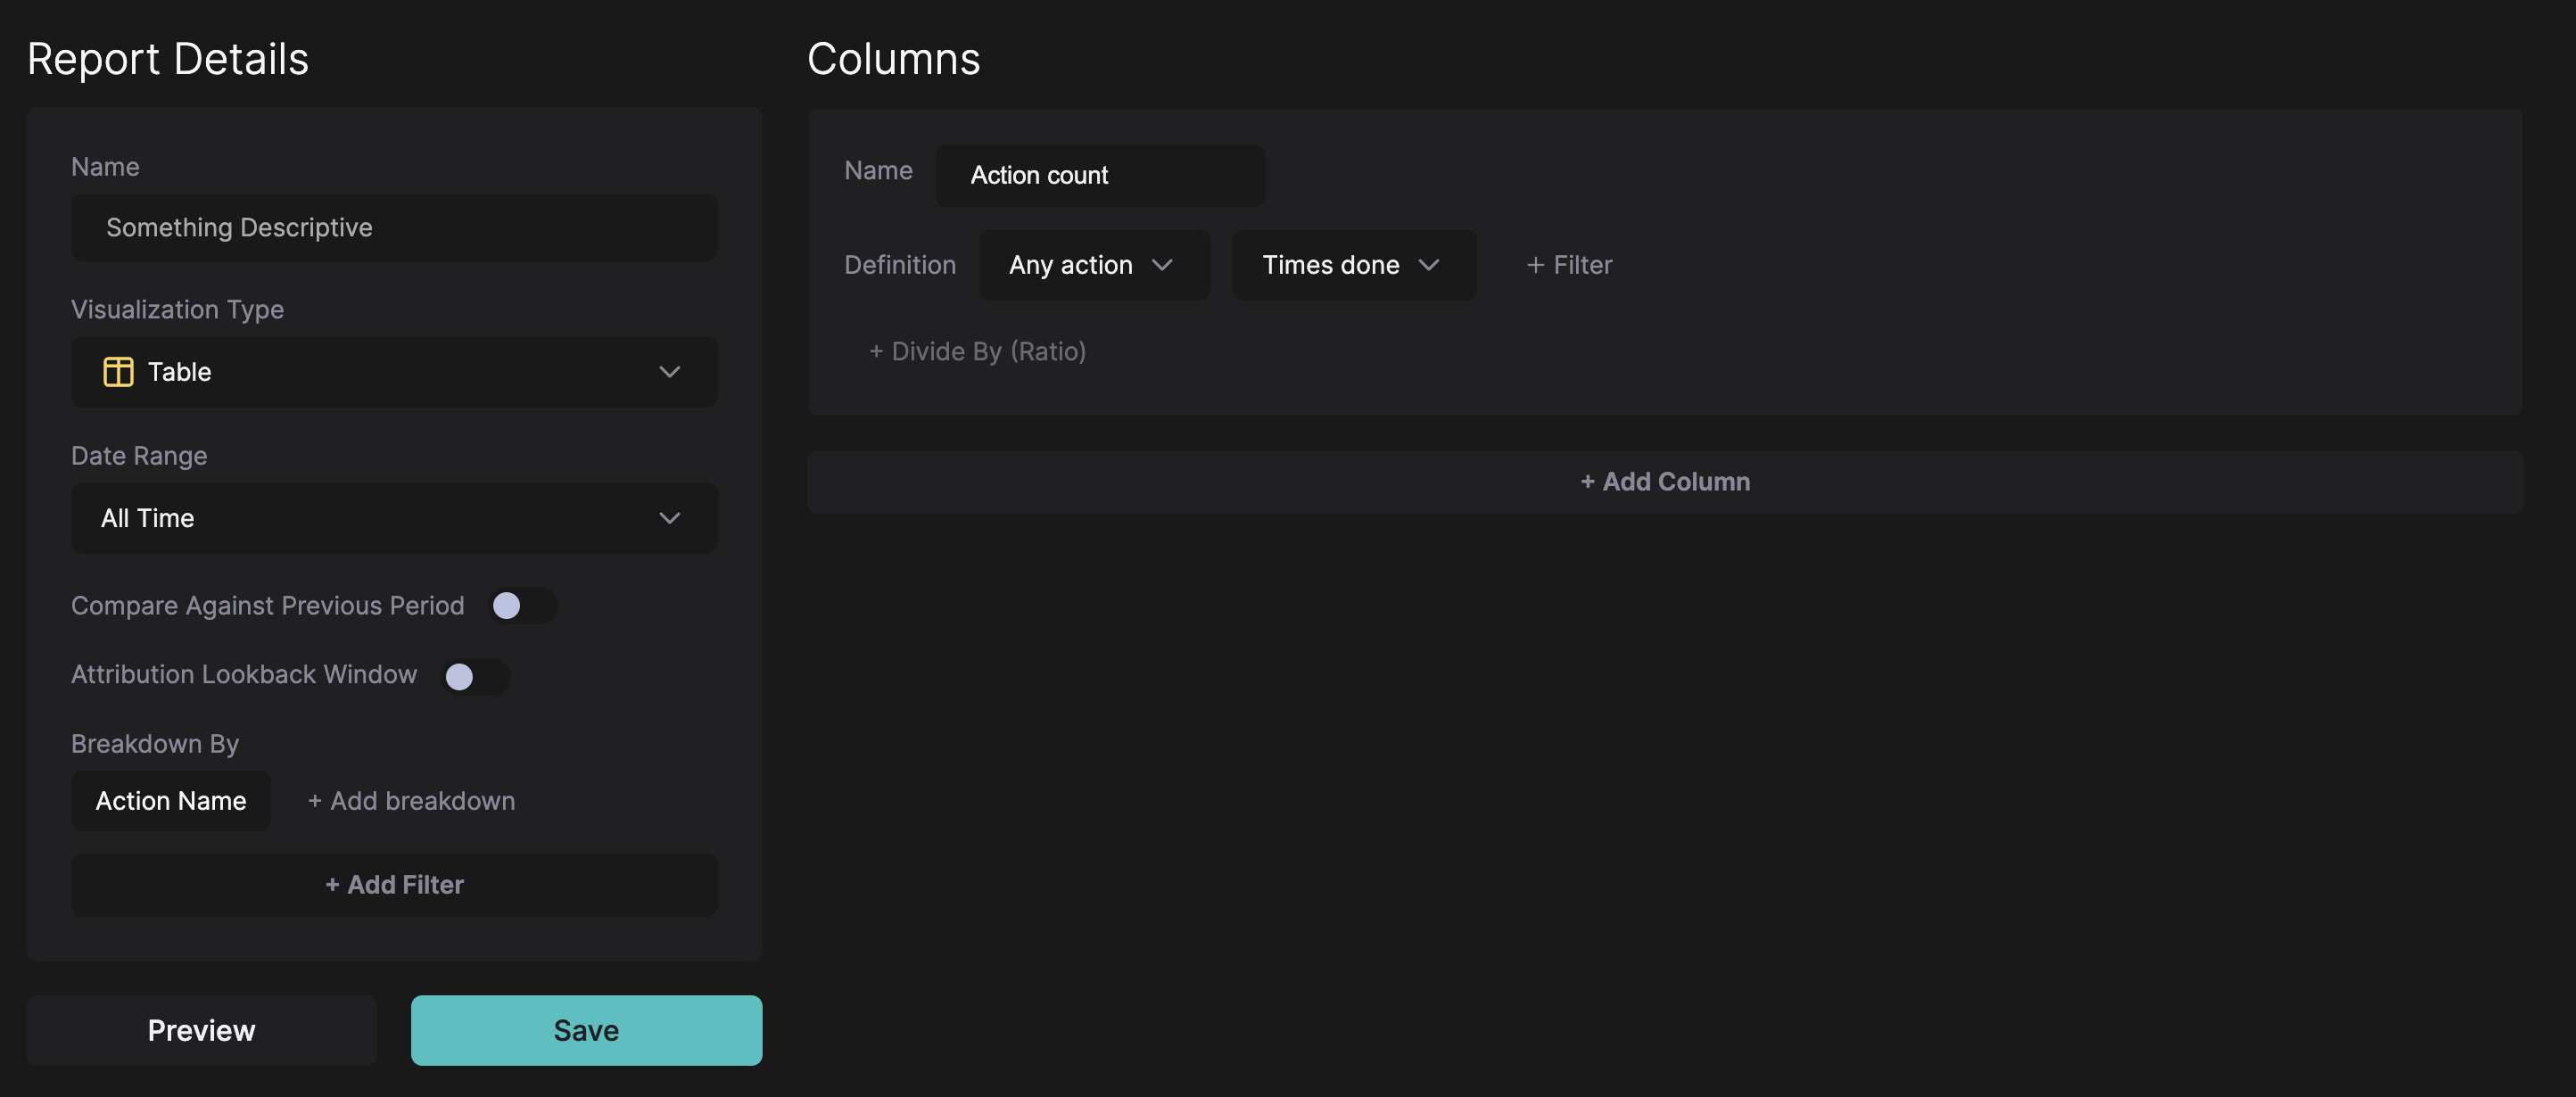 Report Details
Name
Something Descriptive
Visualization Type
Table
Date Range
All Time
Compare Against Previous Period
Attribution Lookback Window
Breakdown By
Action Name + Add breakdown
+ Add Filter
Preview Save
Columns
Name Action count
Definition Any action Times done + Filter
+ Divide By (Ratio)
+ Add Column